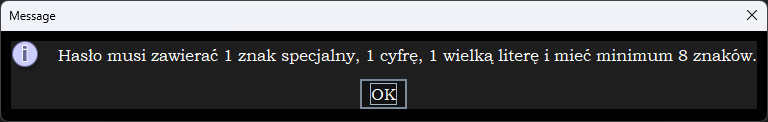 Message
Hasło musi zawierać 1 znak specjalny, 1 cyfrę, 1 wielką literę i mieć minimum 8 znaków.
OK